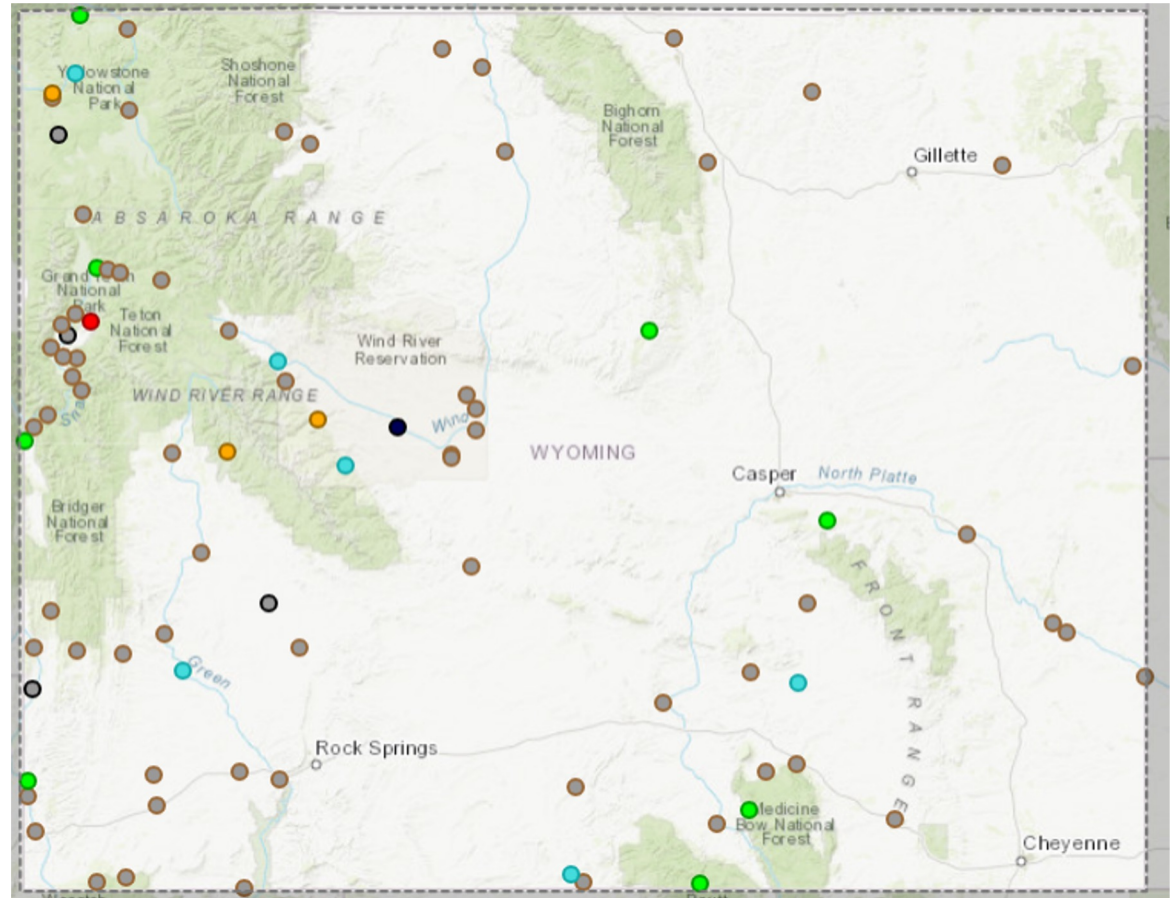 Yellowstone
National
Park
Shoshone
National
Forest
Bighorn
National
Forest
Gillette
ABSAROKA RANGE
Grand Teton
National
Park
Teton
National
Forest
Wind River
Reservation
WIND RIVER RANGE
Wind
WYOMING
Casper
North Platte
Bridger
National
Forest
FRONT RANGE
Green
Rock Springs
Medicine
Bow National
Forest
Cheyenne